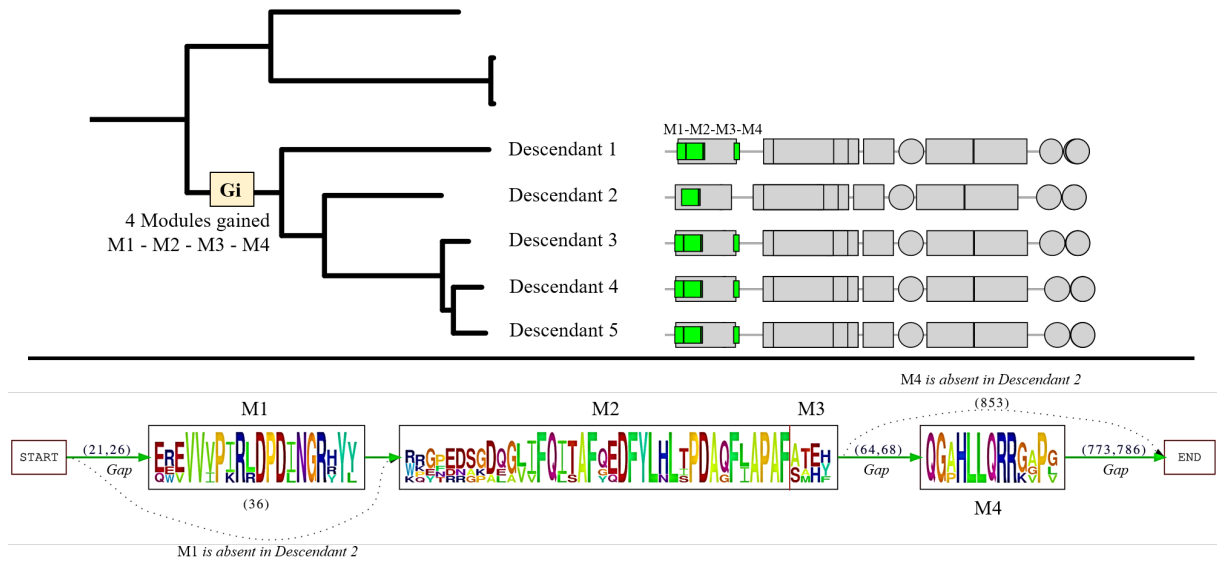 M1-M2-M3-M4
Descendant 1
Gi
Descendant 2
4 Modules gained
M1 - M2 - M3 - M4
Descendant 3
Descendant 4
Descendant 5
M4 is absent in Descendant 2
M1
M2
M3
(853)
START
(21,26)
Gap
(64,68)
Gap
QGAHLLQRRGAPG
(773,786)
Gap
END
(36)
M4
M1 is absent in Descendant 2